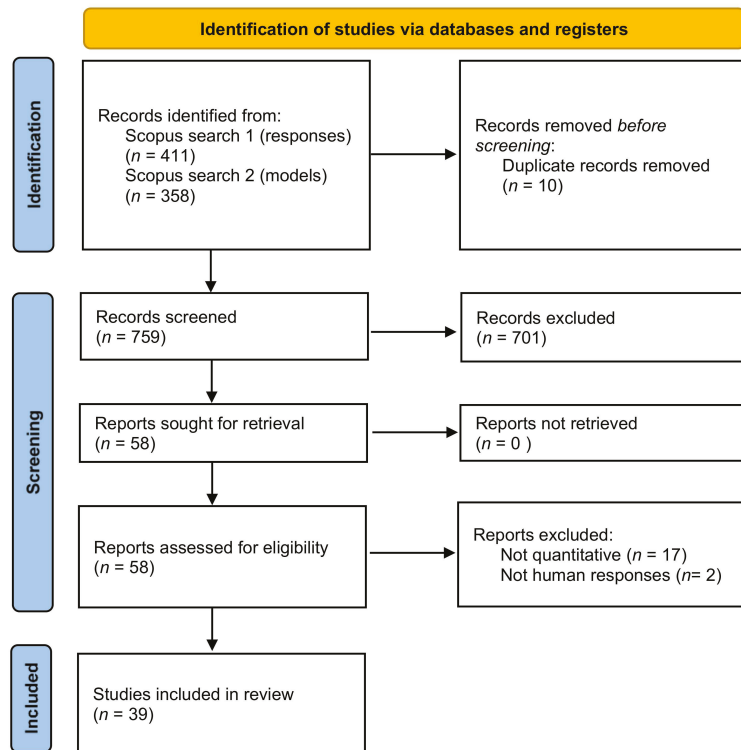 Identification of studies via databases and registers
Identification
Records identified from:
Scopus search 1 (responses)
(n = 411)
Scopus search 2 (models)
(n = 358)
Records removed before
screening:
Duplicate records removed
(n = 10)
Screening
Records screened
(n = 759)
Records excluded
(n = 701)
Reports sought for retrieval
(n = 58)
Reports not retrieved
(n = 0 )
Reports assessed for eligibility
(n = 58)
Reports excluded:
Not quantitative (n = 17)
Not human responses (n= 2)
Included
Studies included in review
(n = 39)